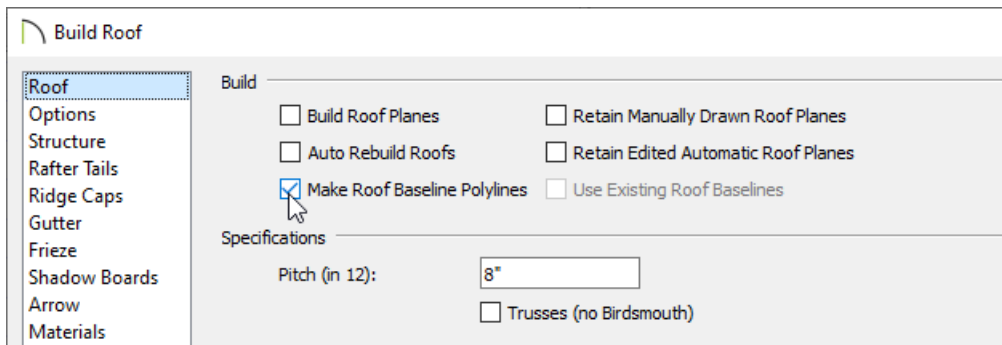 Build Roof
Roof
Options
Structure
Rafter Tails
Ridge Caps
Gutter
Frieze
Shadow Boards
Arrow
Materials
Build
Build Roof Planes
Retain Manually Drawn Roof Planes
Auto Rebuild Roofs
Retain Edited Automatic Roof Planes
Make Roof Baseline Polylines
Use Existing Roof Baselines
Specifications
Pitch (in 12):
8"
Trusses (no Birdsmouth)